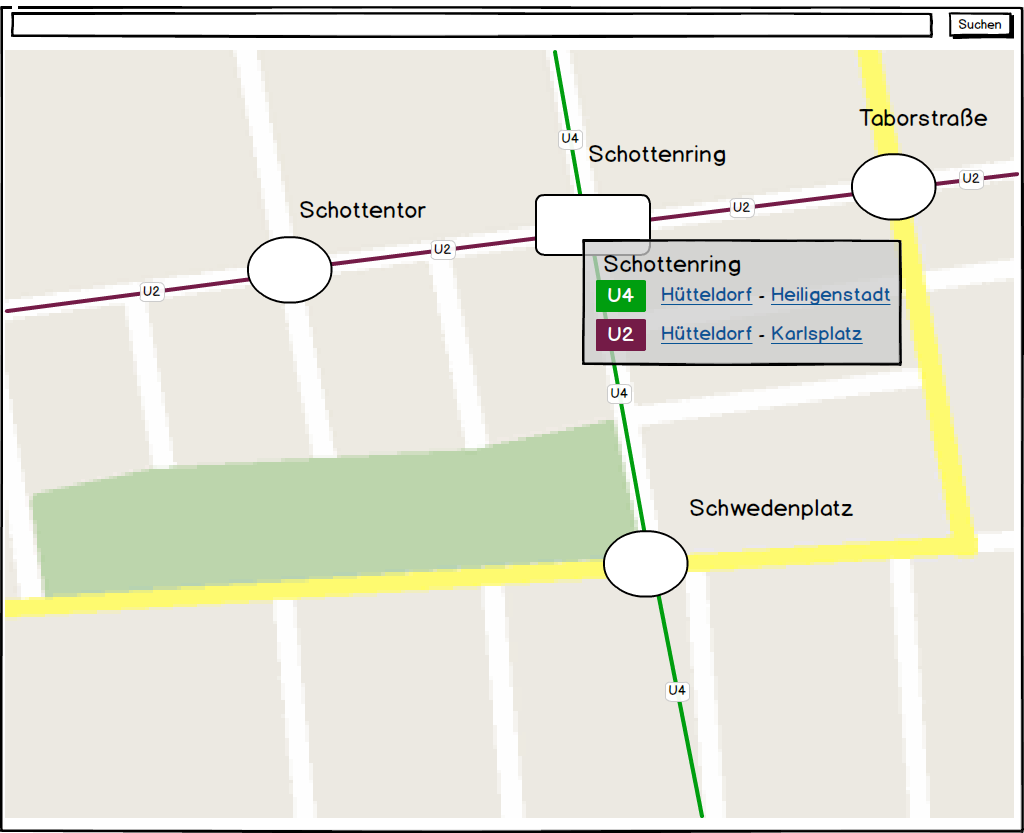 Suchen
Taborstraße
U4
Schottenring
U2
U2
Schottentor
U2
U2
Schottenring
U4 Hütteldorf - Heiligenstadt
U2 Hütteldorf - Karlsplatz
U4
Schwedenplatz
U4